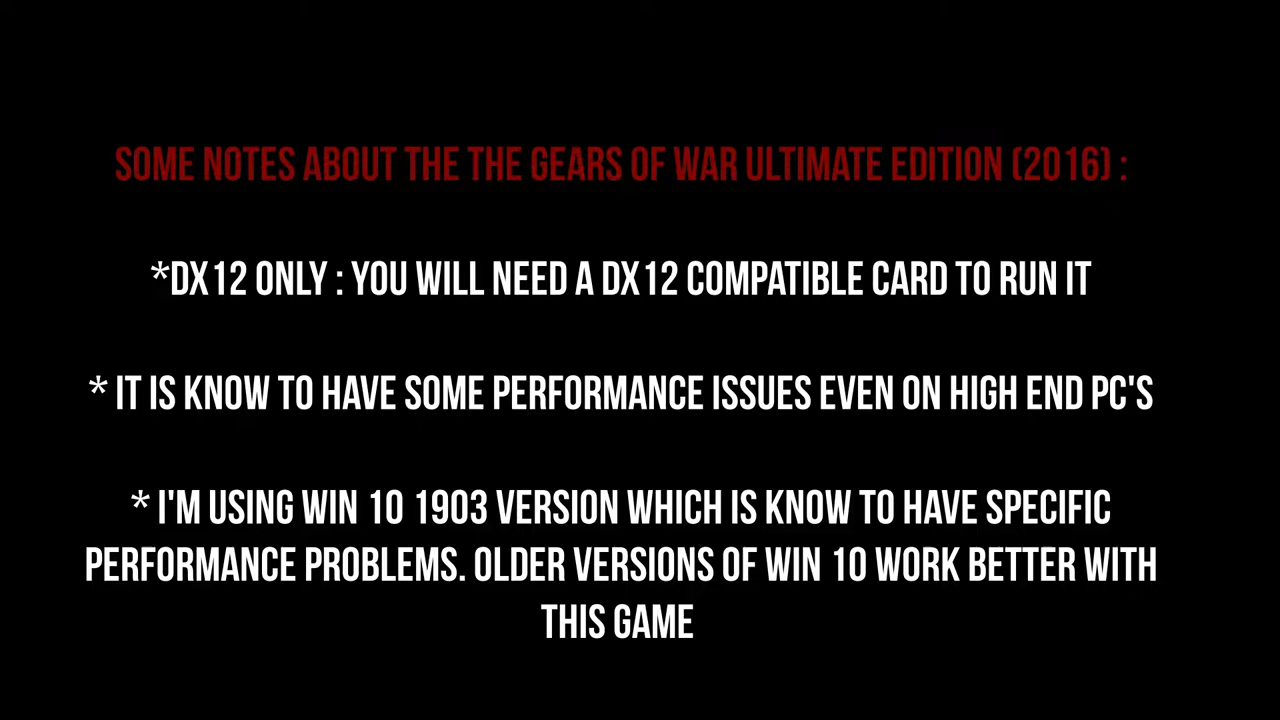 SOME NOTES ABOUT THE THE GEARS OF WAR ULTIMATE EDITION (2016) :
*DX12 ONLY : YOU WILL NEED A DX12 COMPATIBLE CARD TO RUN IT
* IT IS KNOW TO HAVE SOME PERFORMANCE ISSUES EVEN ON HIGH END PC'S
* I'M USING WIN 10 1903 VERSION WHICH IS KNOW TO HAVE SPECIFIC
PERFORMANCE PROBLEMS. OLDER VERSIONS OF WIN 10 WORK BETTER WITH
THIS GAME